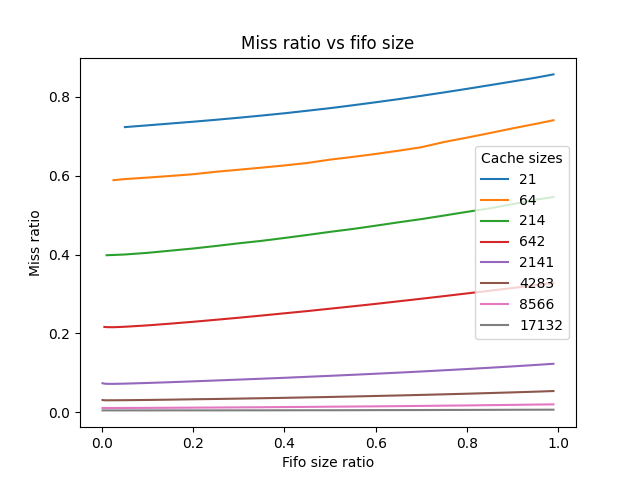 Miss ratio vs fifo size
Miss ratio
0.8
0.6
0.4
0.2
0.0
Cache sizes
21
64
214
642
2141
4283
8566
17132
0.0 0.2 0.4 0.6 0.8 1.0
Fifo size ratio